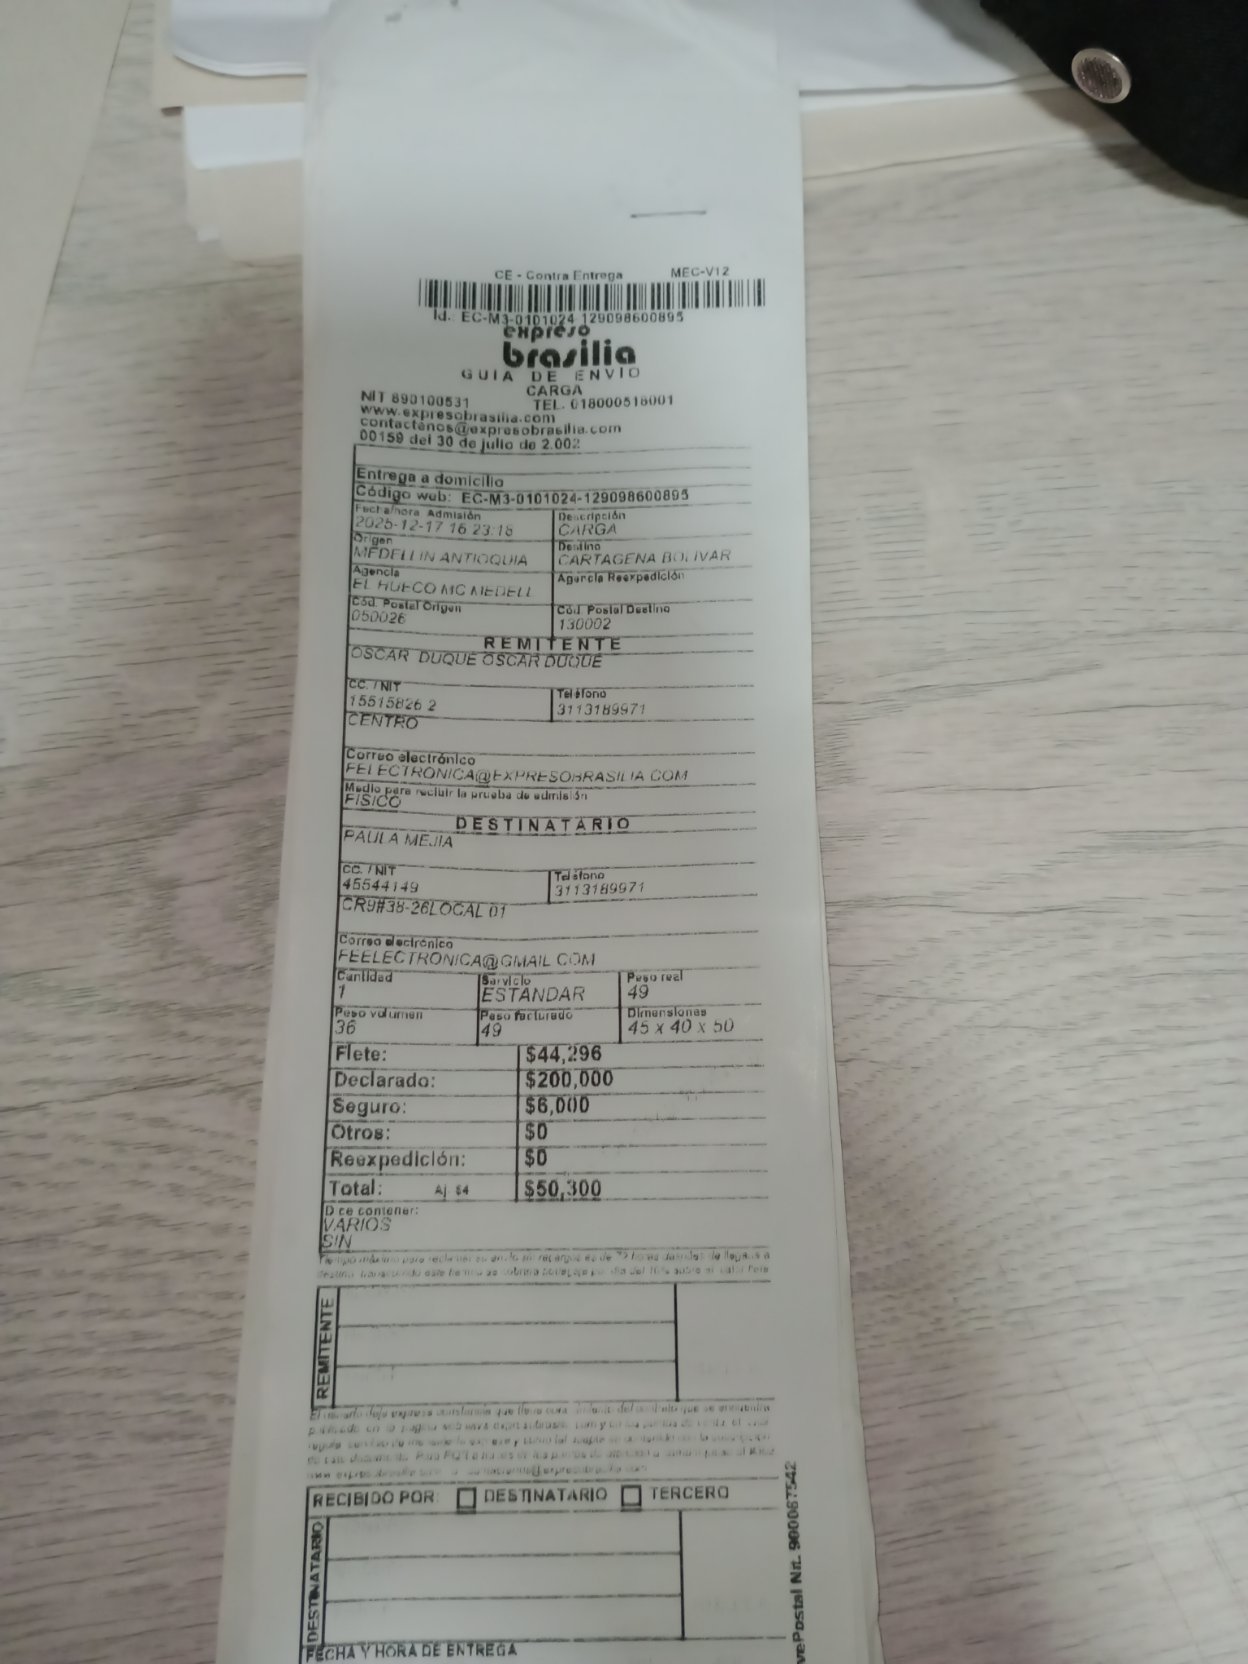 CE - Contra Entrega MEC-V12
Id.: EC-M3-0101024-129098600895
expreso
brasilia
GUIA DE ENVIO
CARGA
NIT 890100531 TEL. 018000518001
www.expresobrasilia.com
contactenos@expresobrasilia.com
00159 del 30 de julio de 2.002
Entrega a domicilio
Código web: EC-M3-0101024-129098600895
Fecha/hora Admisión Descripción
2025-12-17 16:23:18 CARGA
Origen Destino
MEDELLIN ANTIOQUIA CARTAGENA BOLIVAR
Agencia Agencia Reexpedición
EL HUECO MC MEDELL
Cód. Postal Origen Cód. Postal Destino
050026 130002
REMITENTE
OSCAR DUQUE OSCAR DUQUE
CC. / NIT Teléfono
15515826 2 3113189971
CENTRO
Correo electrónico
FELECTRONICA@EXPRESOBRASILIA.COM
Medio para recibir la prueba de admisión
FISICO
DESTINATARIO
PAULA MEJIA
CC. / NIT Teléfono
45544149 3113189971
CR9#38-26LOCAL 01
Correo electrónico
FEELECTRONICA@GMAIL.COM
Cantidad Servicio Peso real
1 ESTANDAR 49
Peso volumen Peso facturado Dimensiones
36 49 45 x 40 x 50
Flete: $44,296
Declarado: $200,000
Seguro: $6,000
Otros: $0
Reexpedición: $0
Total: Aj $4 $50,300
Dice contener:
VARIOS
SIN
REMITENTE
RECIBIDO POR: DESTINATARIO TERCERO
DESTINATARIO
FECHA Y HORA DE ENTREGA
Postal Nit. 900087542